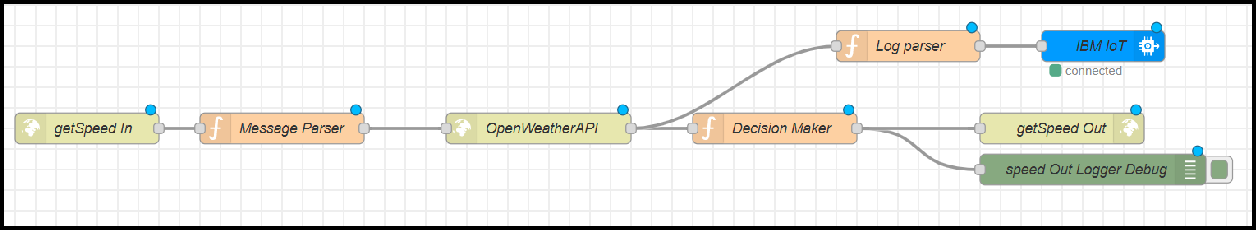 Log parser
IBM IoT
connected
getSpeed In
Message Parser
OpenWeatherAPI
Decision Maker
getSpeed Out
speed Out Logger Debug